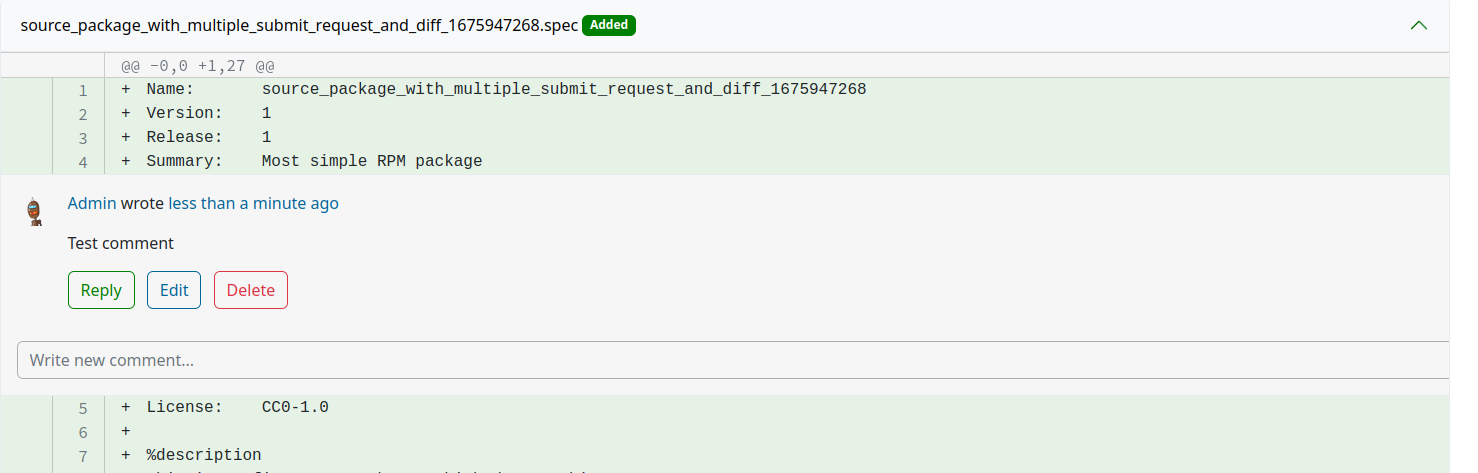 source_package_with_multiple_submit_request_and_diff_1675947268.spec Added
@@ -0,0 +1,27 @@
1 + Name: source_package_with_multiple_submit_request_and_diff_1675947268
2 + Version: 1
3 + Release: 1
4 + Summary: Most simple RPM package
Admin wrote less than a minute ago
Test comment
Reply Edit Delete
Write new comment...
5 + License: CC0-1.0
6 +
7 + %description